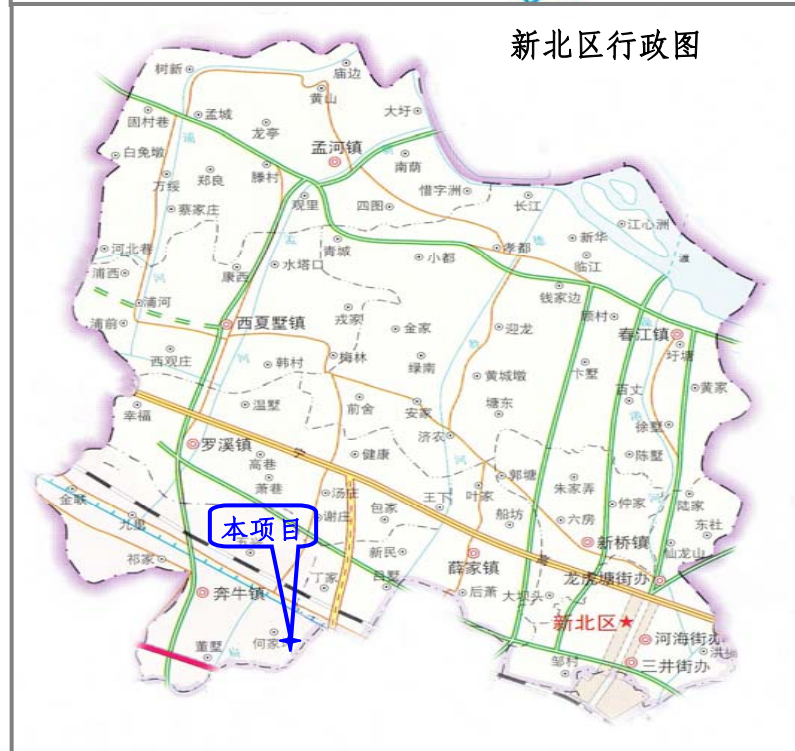 新北区行政图
树新
庙边
黄山
大圩
孟城
固村巷
龙亭
孟河镇
白兔墩
南荫
郑良
滕村
万绥
惜字洲
观里
四图
长江
蔡家庄
江心洲
新华
河北巷
青城
孝都
浦西
水塔口
小都
临江
康西
钱家边
浦河
戎家
顾村
浦前
西夏墅镇
金家
迎龙
春江镇
圩塘
西观庄
梅林
韩村
绿南
卞墅
黄城墩
百丈
黄家
幸福
温墅
前舍
安家
塘东
徐墅
罗溪镇
济农
高巷
健康
陈墅
郭塘
萧巷
朱家弄
金联
汤庄
王下
叶家
仲家
陆家
九里
谢庄
包家
船坊
六房
东社
本项目
新民
新桥镇
仙龙山
祁家
薛家镇
丁家
吕墅
龙虎塘街办
奔牛镇
后萧
大坝头
新北区★
何家
河海街办
董墅
邹村
三井街办